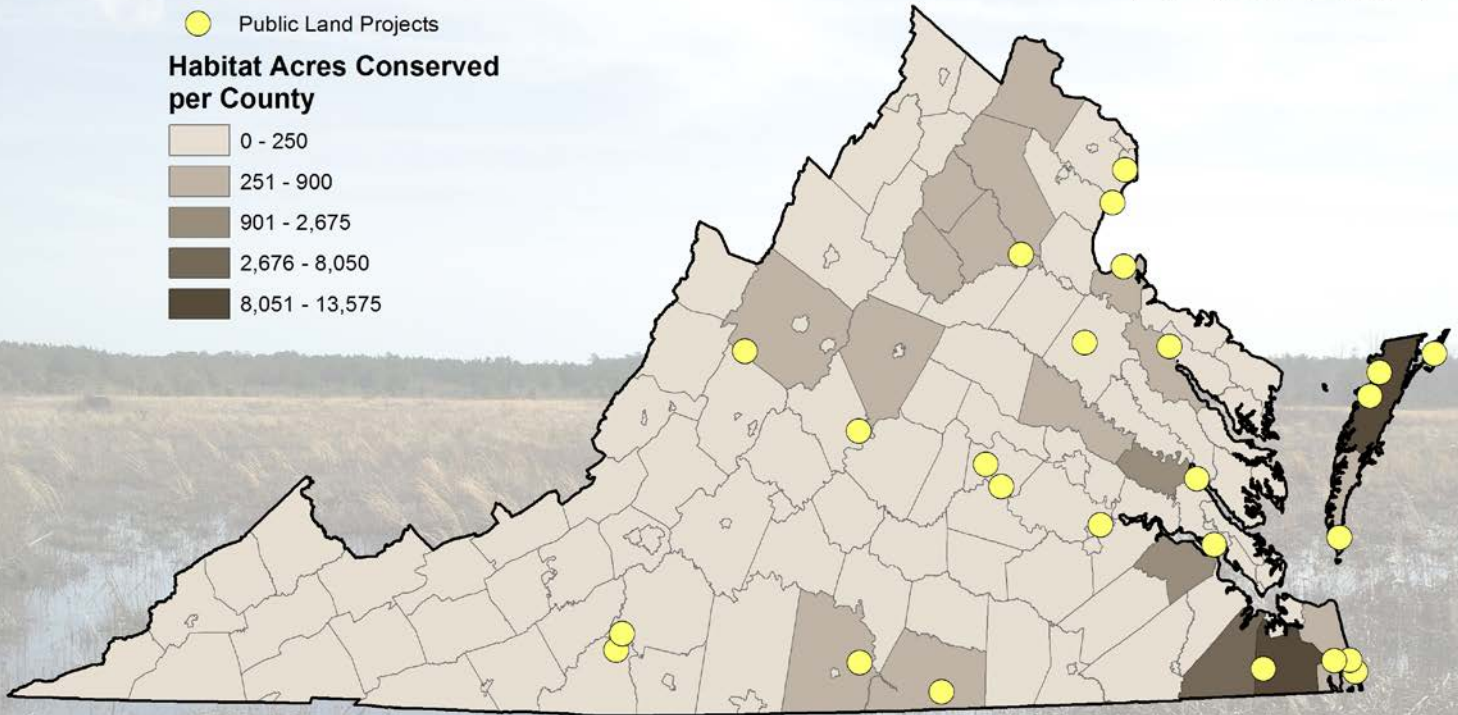 Public Land Projects
Habitat Acres Conserved
per County
0 - 250
251 - 900
901 - 2,675
2,676 - 8,050
8,051 - 13,575